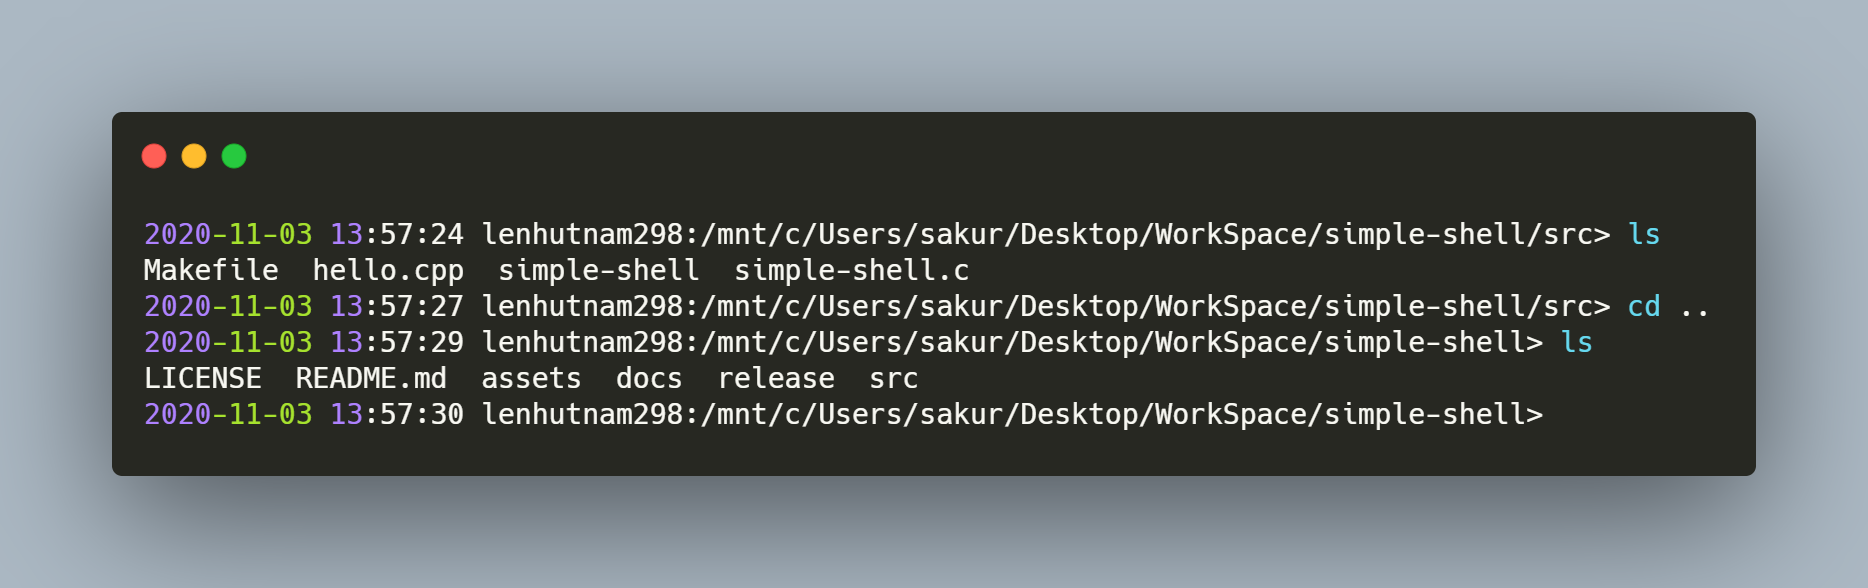 2020-11-03 13:57:24 lenhutnam298:/mnt/c/Users/sakur/Desktop/WorkSpace/simple-shell/src> ls
Makefile  hello.cpp  simple-shell  simple-shell.c
2020-11-03 13:57:27 lenhutnam298:/mnt/c/Users/sakur/Desktop/WorkSpace/simple-shell/src> cd ..
2020-11-03 13:57:29 lenhutnam298:/mnt/c/Users/sakur/Desktop/WorkSpace/simple-shell> ls
LICENSE  README.md  assets  docs  release  src
2020-11-03 13:57:30 lenhutnam298:/mnt/c/Users/sakur/Desktop/WorkSpace/simple-shell>